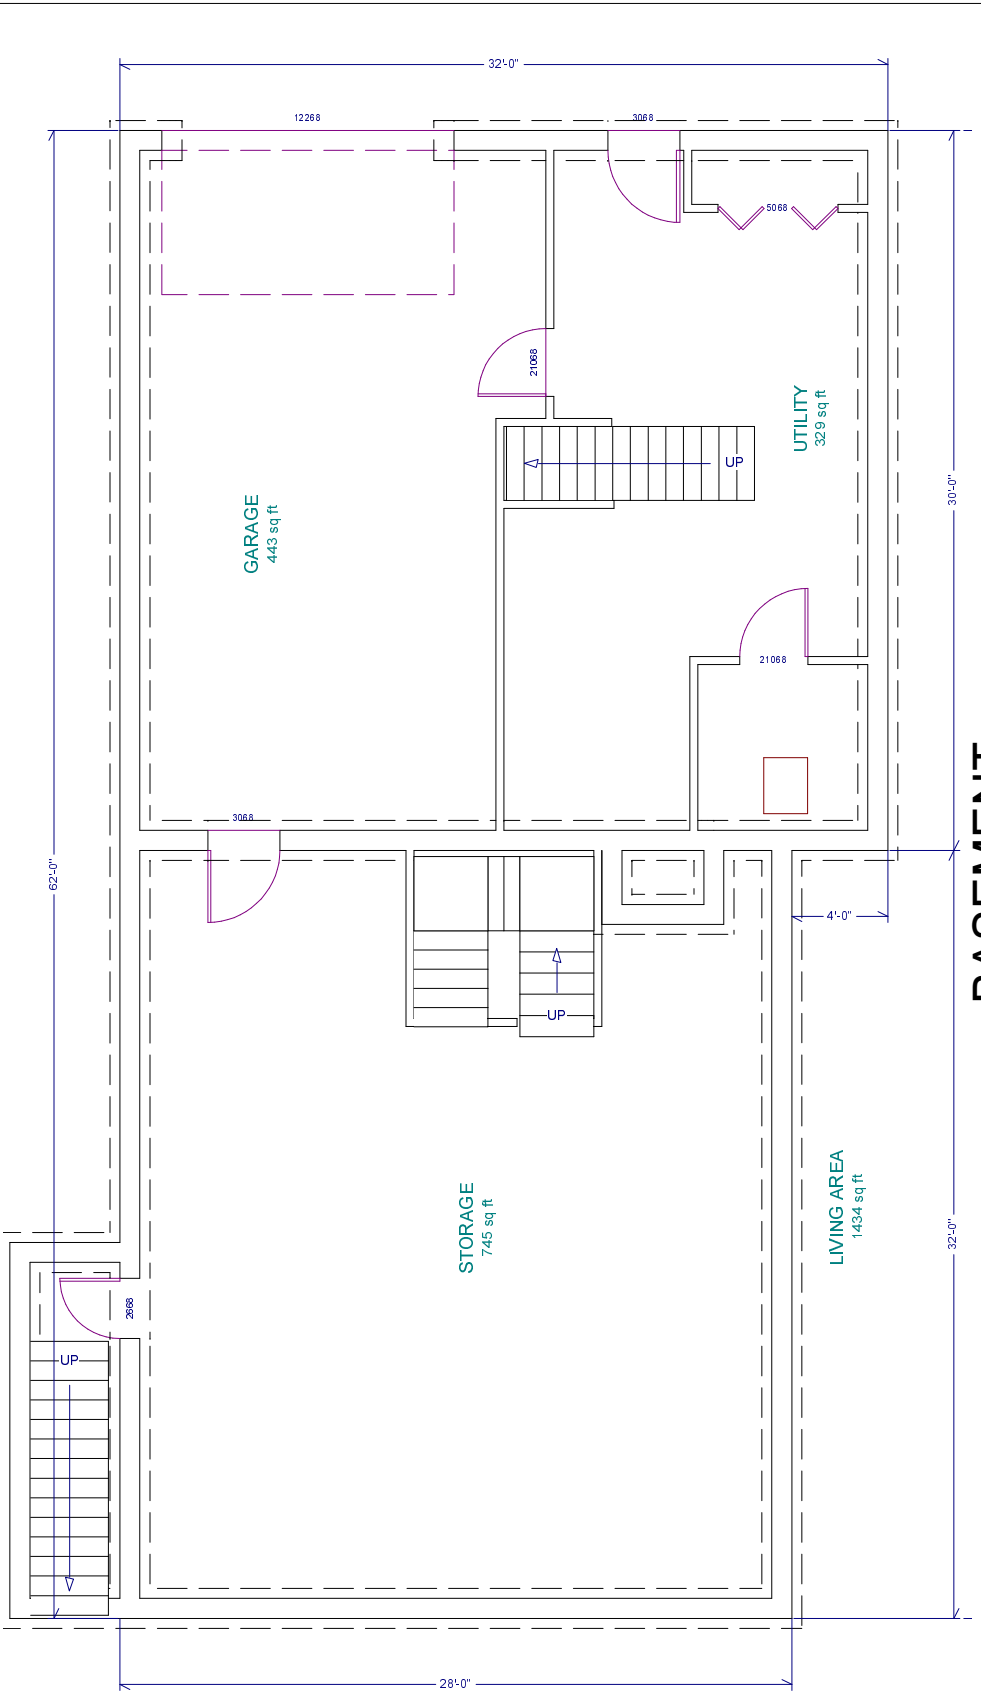 32'-0"
12268
3068
5068
21068
UTILITY
329 sq ft
UP
30'-0"
GARAGE
443 sq ft
21068
3068
62'-0"
BASEMENT
4'-0"
UP
STORAGE
745 sq ft
LIVING AREA
1434 sq ft
32'-0"
2668
UP
28'-0"